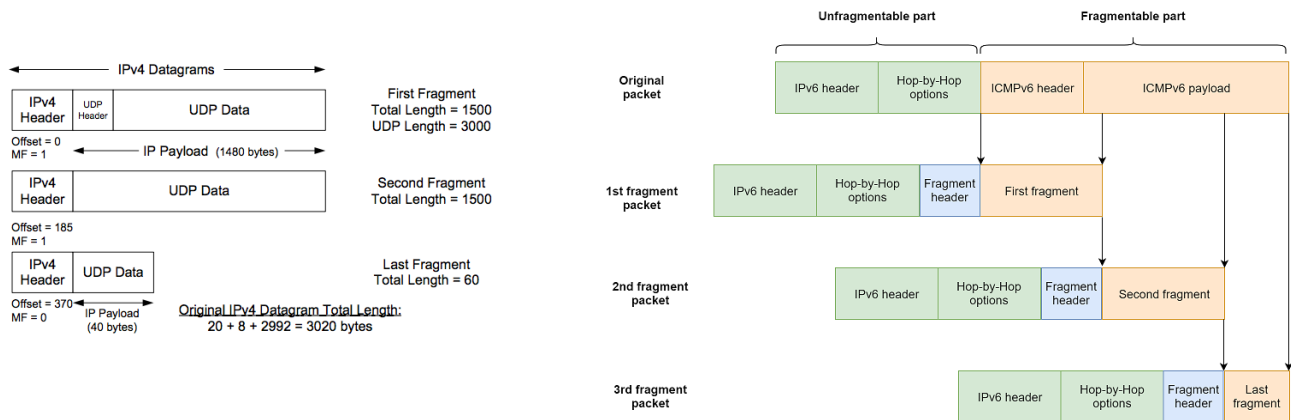 IPv4 Datagrams
IPv4
Header
UDP
Header
UDP Data
First Fragment
Total Length = 1500
UDP Length = 3000
Offset = 0
MF = 1
IP Payload (1480 bytes)
IPv4
Header
UDP Data
Second Fragment
Total Length = 1500
Offset = 185
MF = 1
IPv4
Header
UDP Data
Last Fragment
Total Length = 60
Offset = 370
MF = 0
IP Payload
(40 bytes)
Original IPv4 Datagram Total Length:
20 + 8 + 2992 = 3020 bytes
Unfragmentable part
Fragmentable part
Original
packet
IPv6 header
Hop-by-Hop
options
ICMPv6 header
ICMPv6 payload
1st fragment
packet
IPv6 header
Hop-by-Hop
options
Fragment
header
First fragment
2nd fragment
packet
IPv6 header
Hop-by-Hop
options
Fragment
header
Second fragment
3rd fragment
packet
IPv6 header
Hop-by-Hop
options
Fragment
header
Last
fragment